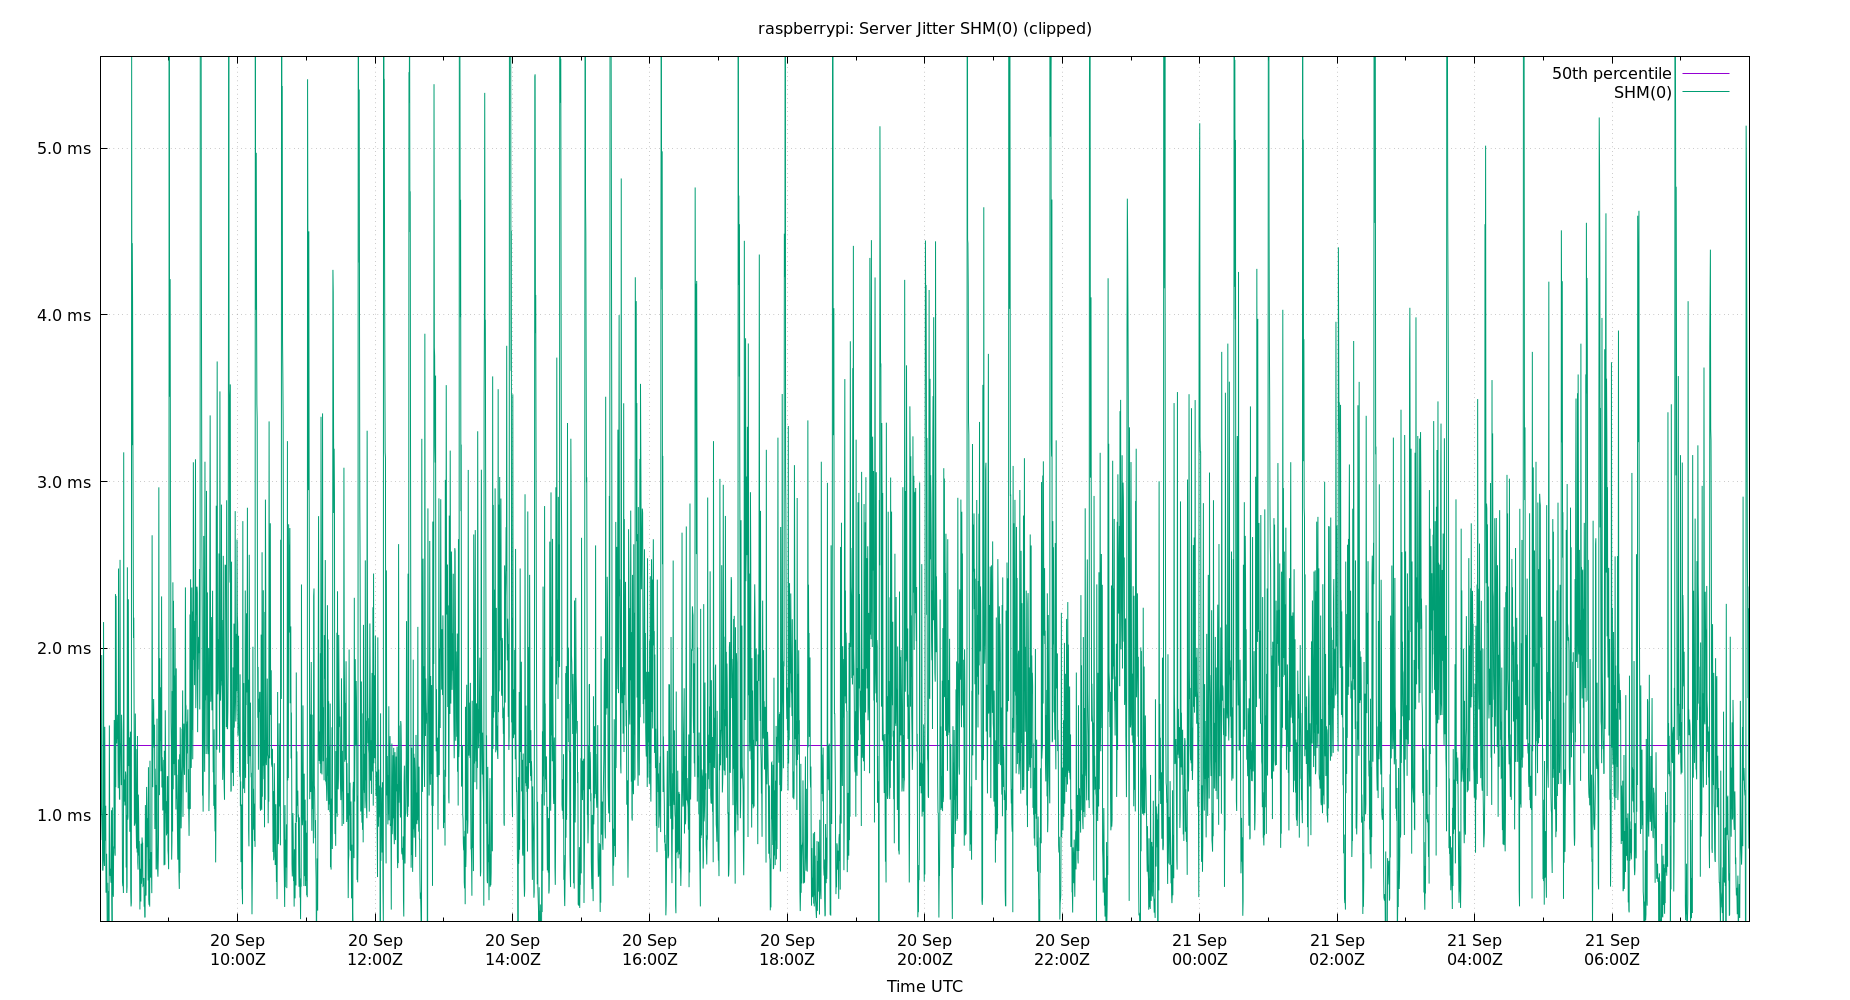 raspberrypi: Server Jitter SHM(0) (clipped)
50th percentile
SHM(0)
5.0 ms
4.0 ms
3.0 ms
2.0 ms
1.0 ms
20 Sep 20 Sep 20 Sep 20 Sep 20 Sep 20 Sep 20 Sep 21 Sep 21 Sep 21 Sep 21 Sep
10:00Z 12:00Z 14:00Z 16:00Z 18:00Z 20:00Z 22:00Z 00:00Z 02:00Z 04:00Z 06:00Z
Time UTC